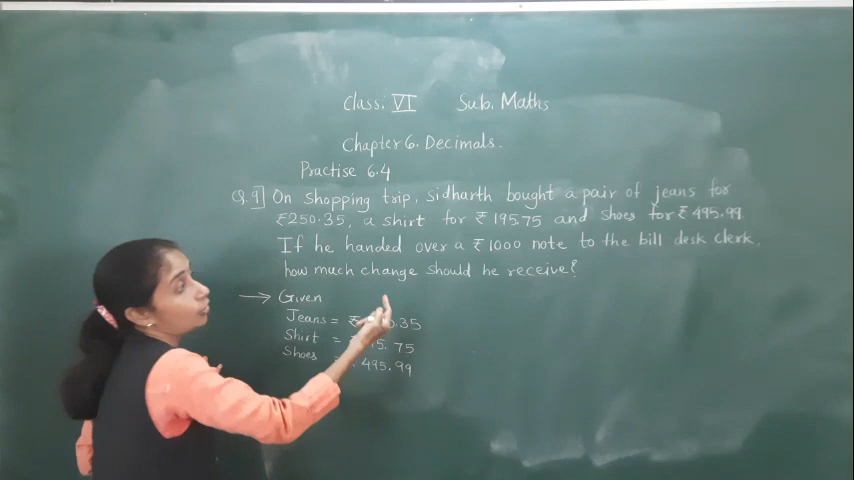 Class: VI Sub. Maths
Chapter 6. Decimals.
Practise 6.4
Q.9] On shopping trip, sidharth bought a pair of jeans for
₹250.35, a shirt for ₹195.75 and shoes for ₹495.99.
If he handed over a ₹1000 note to the bill desk clerk,
how much change should he receive?
→ Given
Jeans = ₹ 0.35
Shirt = 95.75
Shoes 495.99